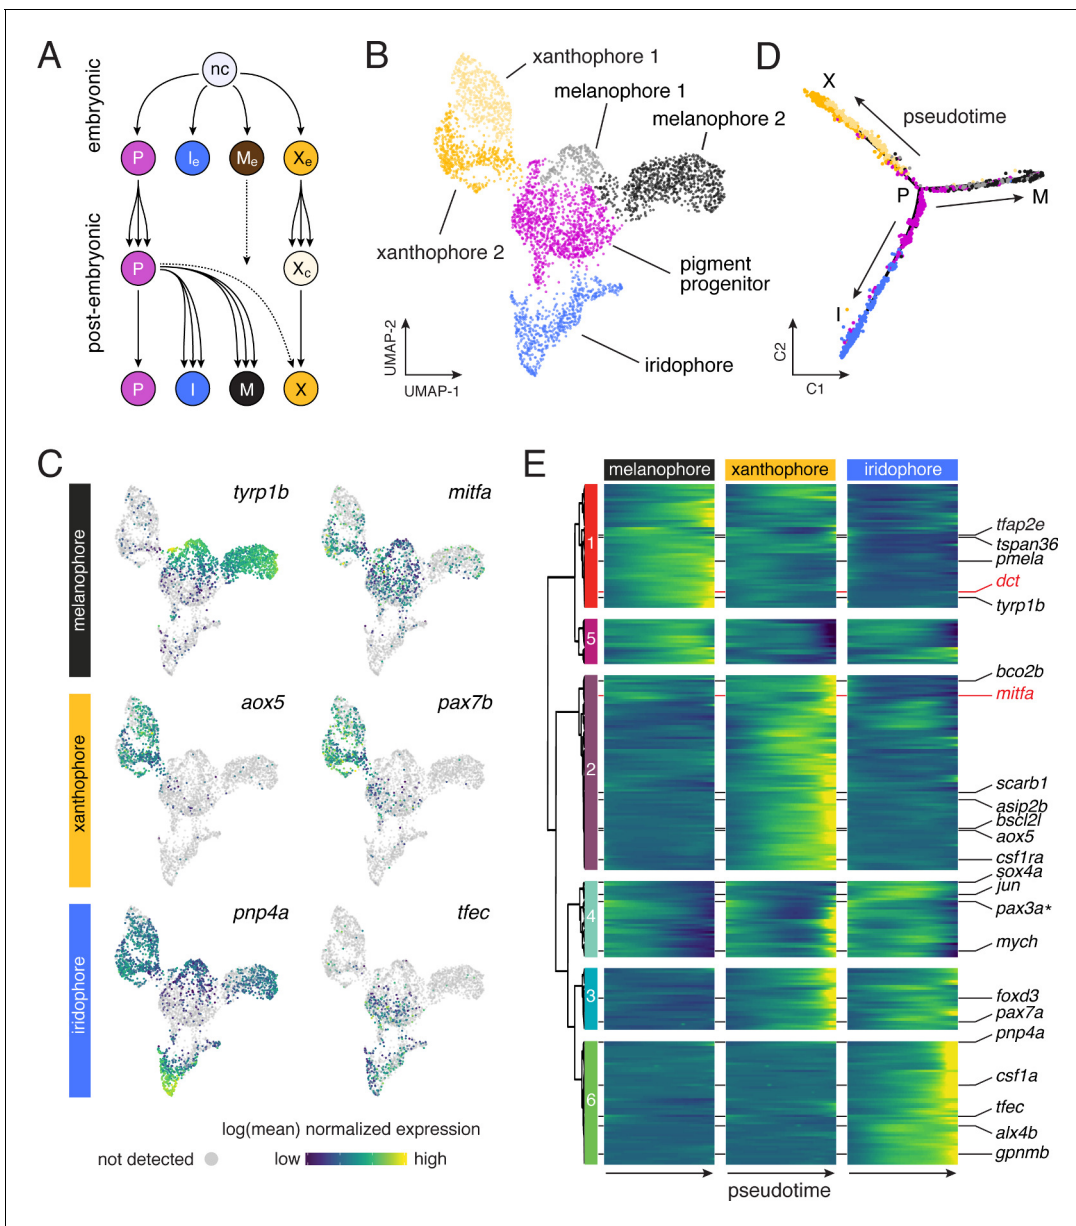 A
embryonic
post-embryonic
nc
P
Ie
Me
Xe
P
Xc
P
I
M
X
B
xanthophore 1
melanophore 1
melanophore 2
xanthophore 2
pigment
progenitor
iridophore
UMAP-2
UMAP-1
D
X
pseudotime
P
M
I
C2
C1
C
melanophore
tyrp1b
mitfa
xanthophore
aox5
pax7b
iridophore
pnp4a
tfec
log(mean) normalized expression
not detected
low
high
E
melanophore
xanthophore
iridophore
1
5
2
4
3
6
tfap2e
tspan36
pmela
dct
tyrp1b
bco2b
mitfa
scarb1
asip2b
bscl2l
aox5
csf1ra
sox4a
jun
pax3a*
mych
foxd3
pax7a
pnp4a
csf1a
tfec
alx4b
gpnmb
pseudotime